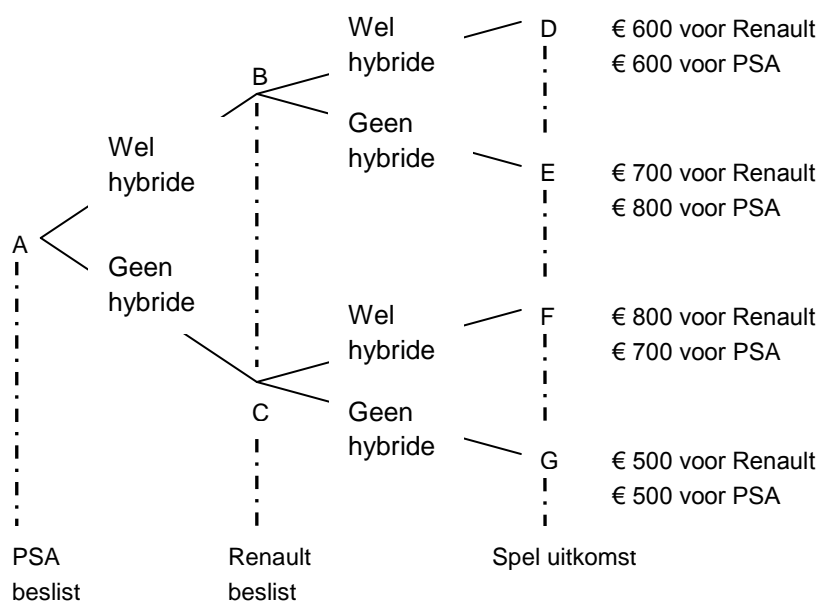 Wel
hybride
D
€ 600 voor Renault
€ 600 voor PSA
B
Geen
hybride
Wel
hybride
E
€ 700 voor Renault
€ 800 voor PSA
A
Geen
hybride
Wel
hybride
F
€ 800 voor Renault
€ 700 voor PSA
C
Geen
hybride
G
€ 500 voor Renault
€ 500 voor PSA
PSA
beslist
Renault
beslist
Spel uitkomst